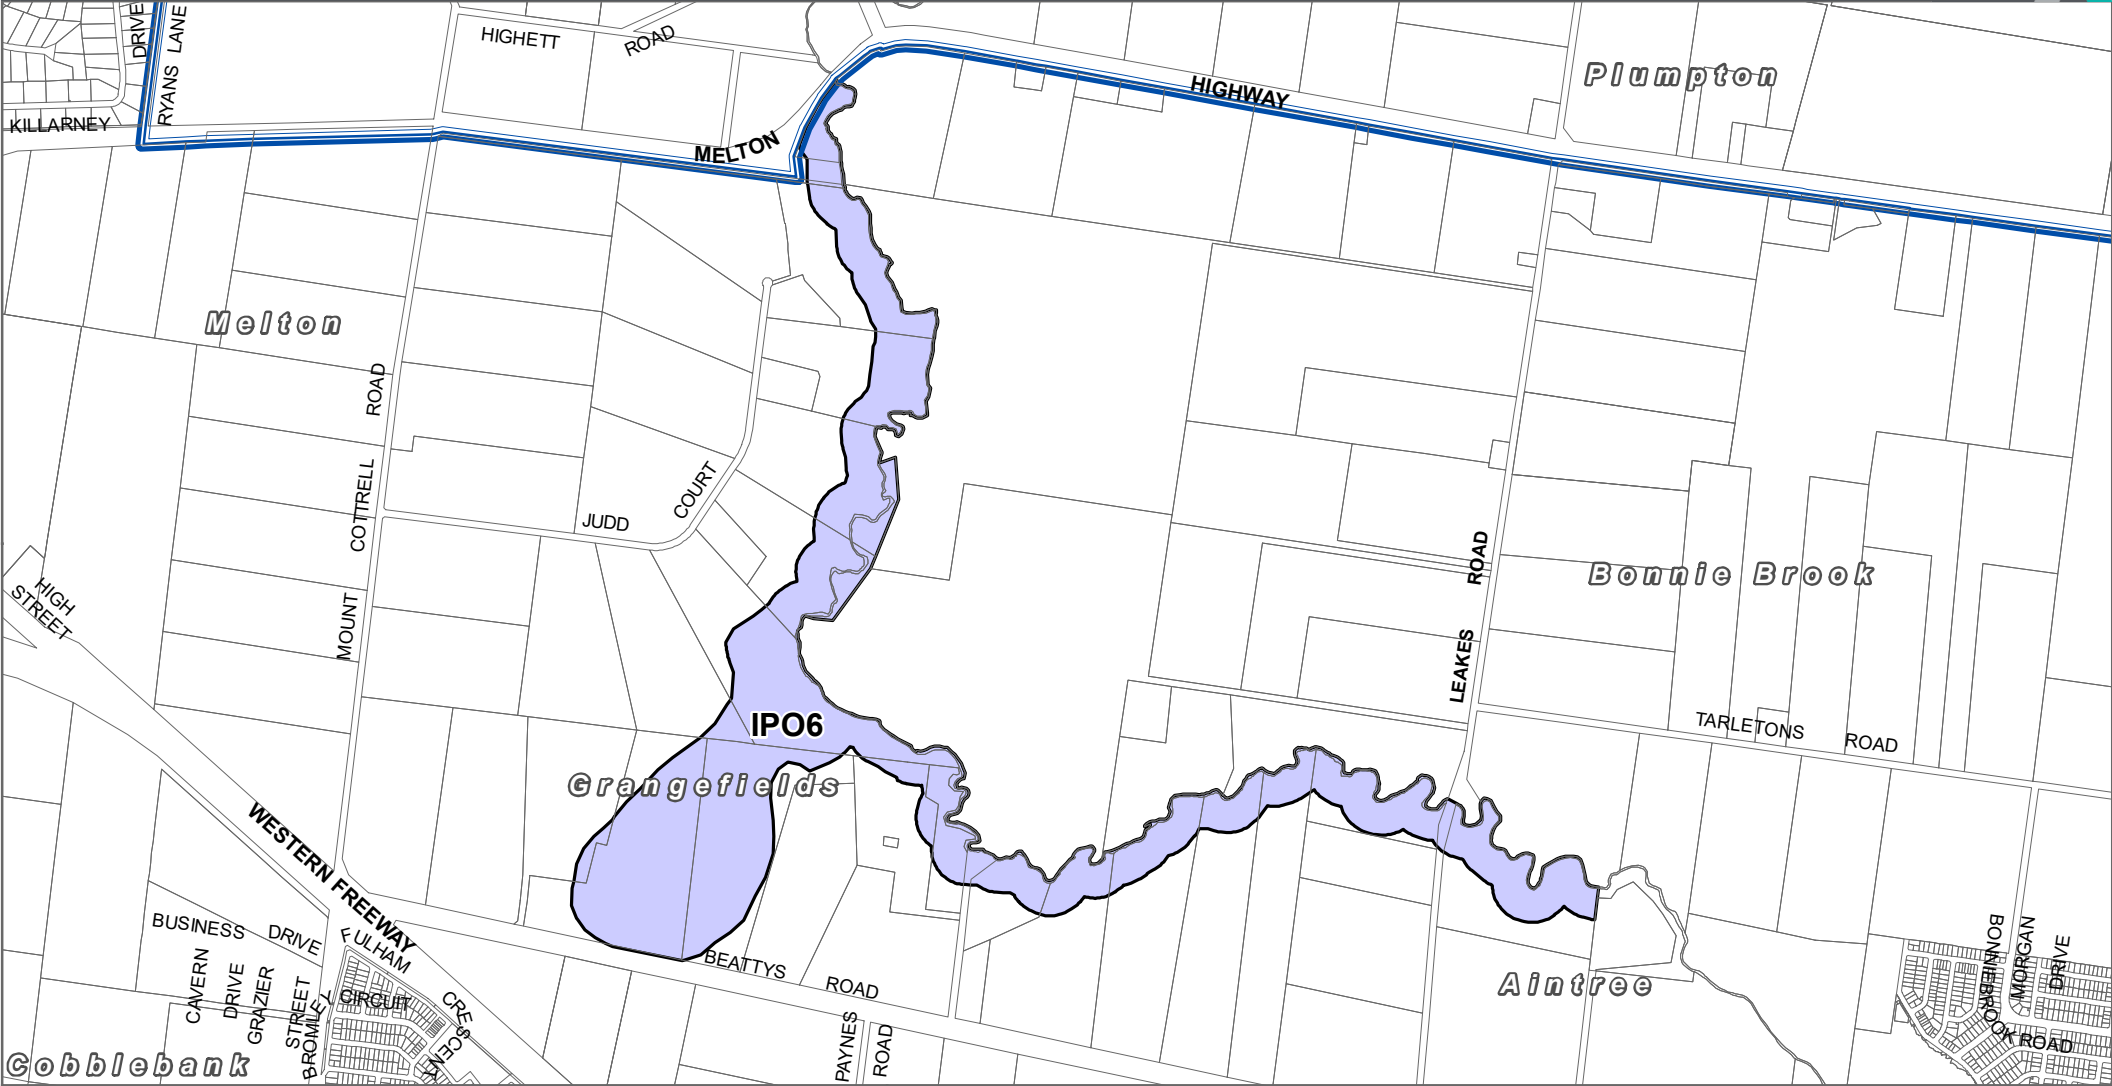 DRIVE
RYANS LANE
HIGHETT ROAD
KILLARNEY
MELTON HIGHWAY
Plumpton
Melton
MOUNT COTTRELL ROAD
JUDD COURT
HIGH STREET
LEAKES ROAD
Bonnie Brook
TARLETONS ROAD
IPO6
Grangefields
WESTERN FREEWAY
BUSINESS DRIVE
CAVERN DRIVE
GRAZIER STREET
BROMLEY CIRCUIT
FULHAM CRESCENT
BEATTYS ROAD
PAYNES ROAD
Aintree
BONNIEBROOK ROAD
MORGAN DRIVE
Cobblebank